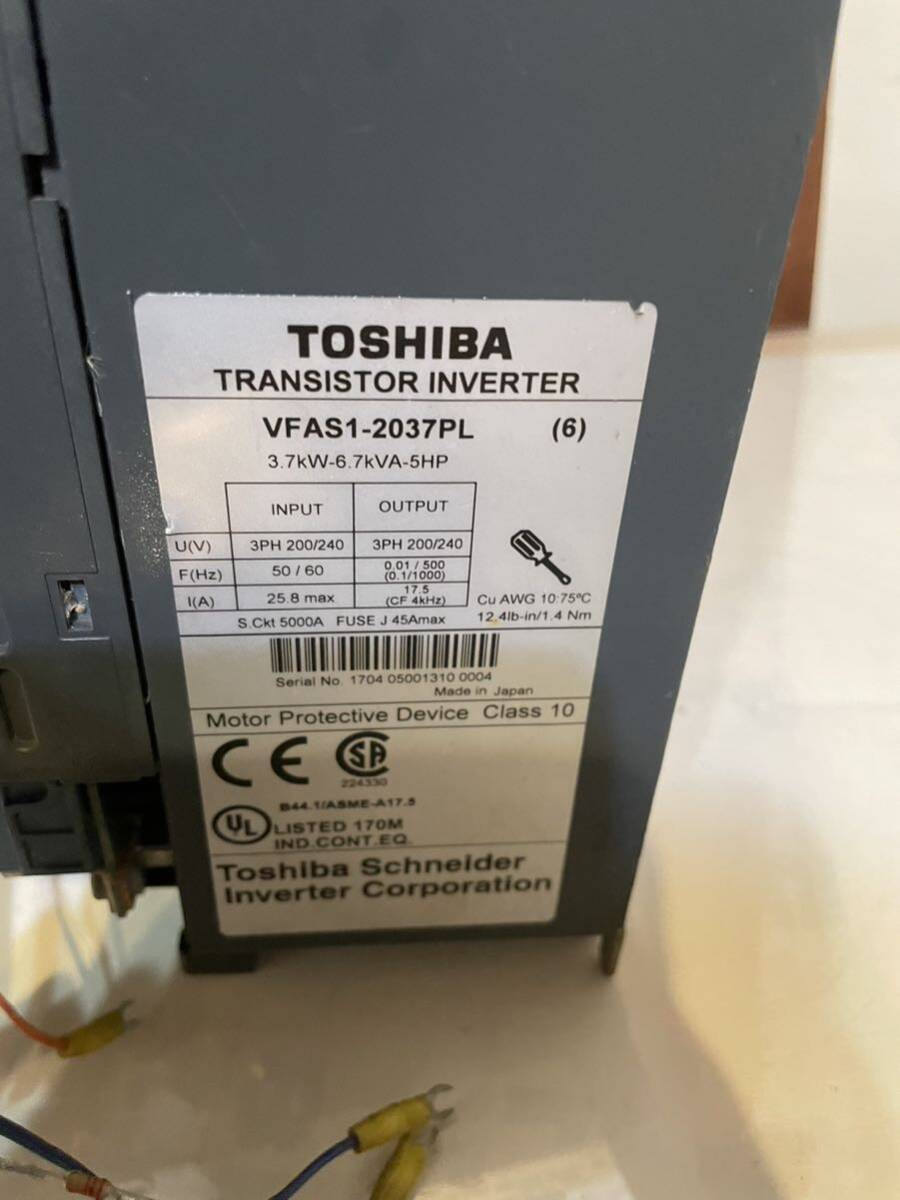 TOSHIBA
TRANSISTOR INVERTER
VFAS1-2037PL (6)
3.7kW-6.7kVA-5HP
INPUT OUTPUT
U(V) 3PH 200/240 3PH 200/240
F(Hz) 50 / 60 0.01 / 500
(0.1/1000)
I(A) 25.8 max 17.5
(CF 4kHz)
Cu AWG 10:75°C
12.4lb-in/1.4 Nm
S.Ckt 5000A FUSE J 45Amax
Serial No. 1704 05001310 0004
Made in Japan
Motor Protective Device Class 10
CE SA
224330
B44.1/ASME-A17.5
UL LISTED 170M
IND.CONT.EQ.
Toshiba Schneider
Inverter Corporation